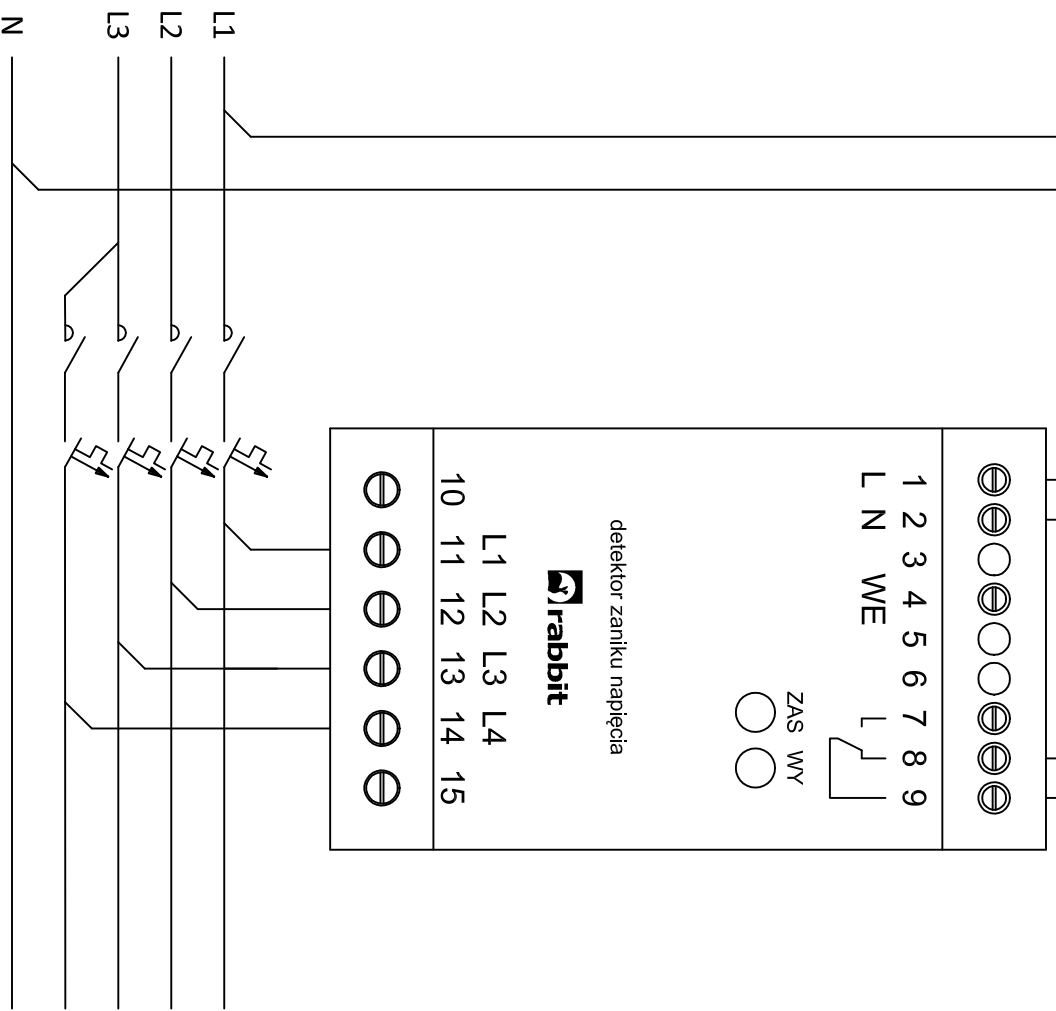 1 2 3 4 5 6 7 8 9
L N WE
ZAS WY
detektor zaniku napięcia
rabbit
L1 L2 L3 L4
10 11 12 13 14 15
L1
L2
L3
N